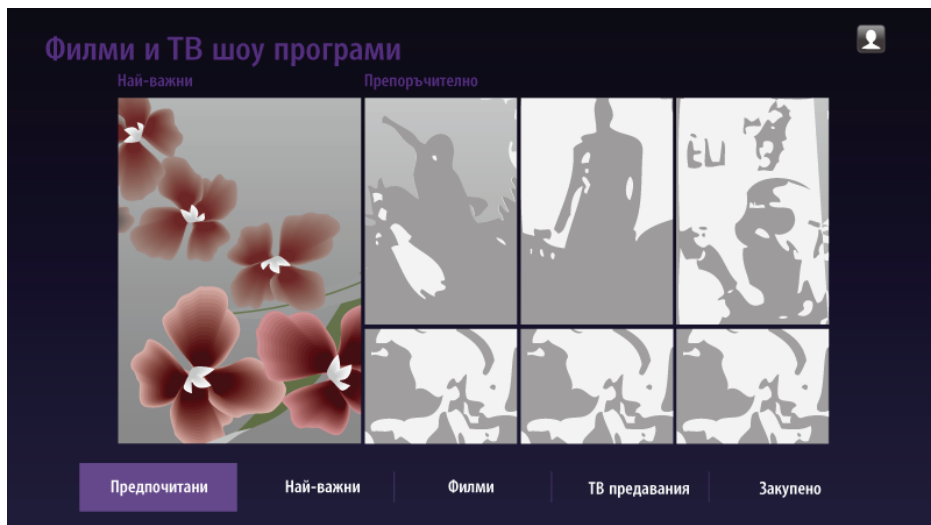 Филми и ТВ шоу програми
Най-важни
Препоръчително
Предпочитани
Най-важни
Филми
ТВ предавания
Закупено